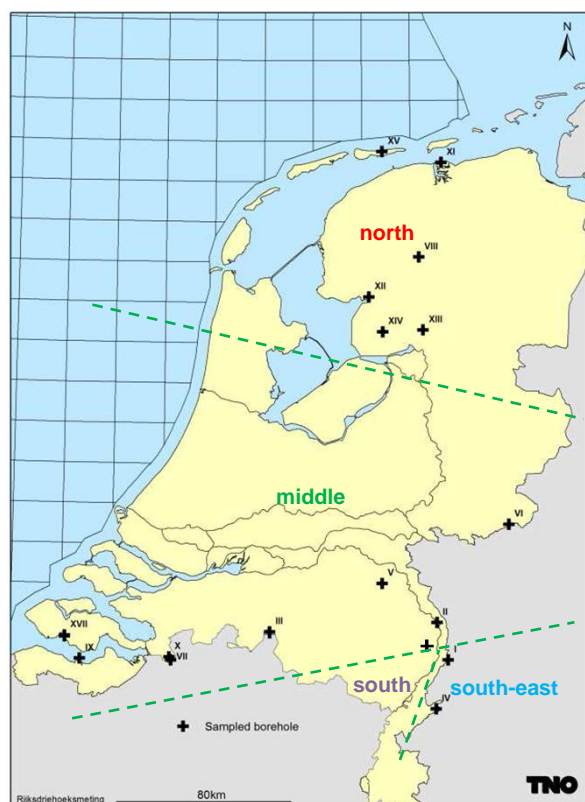 N
XV
XI
north
VIII
XII
XIV
XIII
middle
VI
V
II
XVII
III
IX
X
VII
I
south
south-east
IV
Sampled borehole
80km
Rijksdriehoeksmeting
TNO